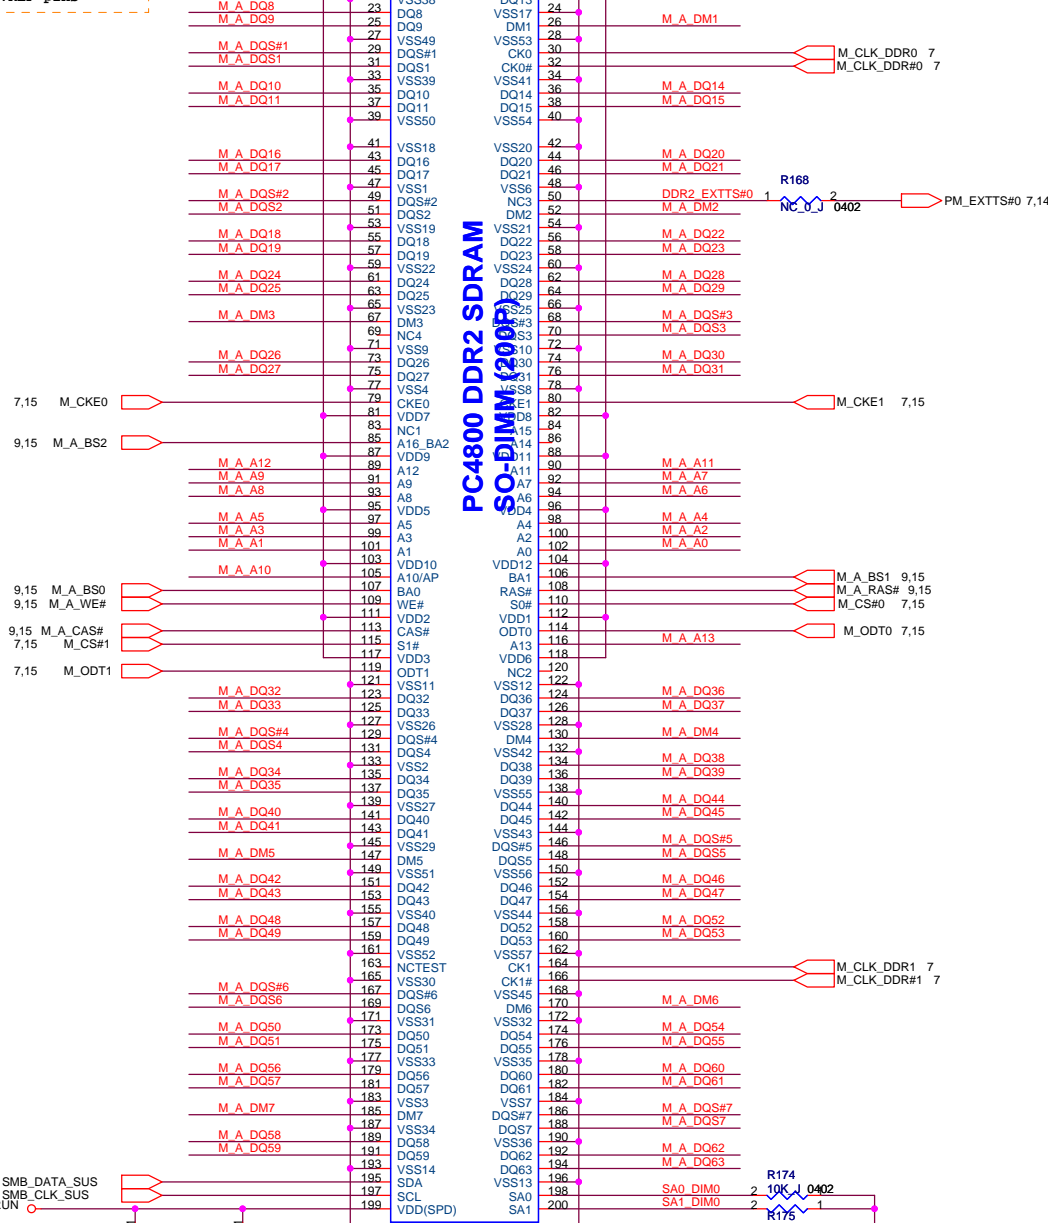 M_A_DQ8 23 DQ8 VSS17 24
M_A_DQ9 25 DQ9 DM1 26 M_A_DM1
27 VSS49 VSS53 28
M_A_DQS#1 29 DQS#1 CK0 30 M_CLK_DDR0 7
M_A_DQS1 31 DQS1 CK0# 32 M_CLK_DDR#0 7
33 VSS39 VSS41 34
M_A_DQ10 35 DQ10 DQ14 36 M_A_DQ14
M_A_DQ11 37 DQ11 DQ15 38 M_A_DQ15
39 VSS50 VSS54 40
41 VSS18 VSS20 42
M_A_DQ16 43 DQ16 DQ20 44 M_A_DQ20
M_A_DQ17 45 DQ17 DQ21 46 M_A_DQ21
R168
47 VSS1 VSS6 48
M_A_DQS#2 49 DQS#2 NC3 50 DDR2_EXTTS#0 1 2 PM_EXTTS#0 7,14
M_A_DQS2 51 DQS2 DM2 52 M_A_DM2 NC_0_J 0402
53 VSS19 VSS21 54
M_A_DQ18 55 DQ18 DQ22 56 M_A_DQ22
M_A_DQ19 57 DQ19 DQ23 58 M_A_DQ23
59 VSS22 VSS24 60
M_A_DQ24 61 DQ24 DQ28 62 M_A_DQ28
M_A_DQ25 63 DQ25 DQ29 64 M_A_DQ29
65 VSS23 VSS25 66
M_A_DM3 67 DM3 DQS#3 68 M_A_DQS#3
69 NC4 DQS3 70 M_A_DQS3
71 VSS9 VSS10 72
M_A_DQ26 73 DQ26 DQ30 74 M_A_DQ30
M_A_DQ27 75 DQ27 DQ31 76 M_A_DQ31
77 VSS4 VSS8 78
7,15 M_CKE0 79 CKE0 CKE1 80 M_CKE1 7,15
81 VDD7 VDD8 82
83 NC1 A15 84
9,15 M_A_BS2 85 A16_BA2 A14 86
87 VDD9 VDD11 88
M_A_A12 89 A12 A11 90 M_A_A11
M_A_A9 91 A9 A7 92 M_A_A7
M_A_A8 93 A8 A6 94 M_A_A6
95 VDD5 VDD4 96
M_A_A5 97 A5 A4 98 M_A_A4
M_A_A3 99 A3 A2 100 M_A_A2
M_A_A1 101 A1 A0 102 M_A_A0
103 VDD10 VDD12 104
M_A_A10 105 A10/AP BA1 106 M_A_BS1 9,15
9,15 M_A_BS0 107 BA0 RAS# 108 M_A_RAS# 9,15
9,15 M_A_WE# 109 WE# S0# 110 M_CS#0 7,15
111 VDD2 VDD1 112
9,15 M_A_CAS# 113 CAS# ODT0 114 M_ODT0 7,15
7,15 M_CS#1 115 S1# A13 116 M_A_A13
117 VDD3 VDD6 118
7,15 M_ODT1 119 ODT1 NC2 120
121 VSS11 VSS12 122
M_A_DQ32 123 DQ32 DQ36 124 M_A_DQ36
M_A_DQ33 125 DQ33 DQ37 126 M_A_DQ37
127 VSS26 VSS28 128
M_A_DQS#4 129 DQS#4 DM4 130 M_A_DM4
M_A_DQS4 131 DQS4 VSS42 132
133 VSS2 DQ38 134 M_A_DQ38
M_A_DQ34 135 DQ34 DQ39 136 M_A_DQ39
M_A_DQ35 137 DQ35 VSS55 138
139 VSS27 DQ44 140 M_A_DQ44
M_A_DQ40 141 DQ40 DQ45 142 M_A_DQ45
M_A_DQ41 143 DQ41 VSS43 144
145 VSS29 DQS#5 146 M_A_DQS#5
M_A_DM5 147 DM5 DQS5 148 M_A_DQS5
149 VSS51 VSS56 150
M_A_DQ42 151 DQ42 DQ46 152 M_A_DQ46
M_A_DQ43 153 DQ43 DQ47 154 M_A_DQ47
155 VSS40 VSS44 156
M_A_DQ48 157 DQ48 DQ52 158 M_A_DQ52
M_A_DQ49 159 DQ49 DQ53 160 M_A_DQ53
161 VSS52 VSS57 162
163 NCTEST CK1 164 M_CLK_DDR1 7
165 VSS30 CK1# 166 M_CLK_DDR#1 7
M_A_DQS#6 167 DQS#6 VSS45 168
M_A_DQS6 169 DQS6 DM6 170 M_A_DM6
171 VSS31 VSS32 172
M_A_DQ50 173 DQ50 DQ54 174 M_A_DQ54
M_A_DQ51 175 DQ51 DQ55 176 M_A_DQ55
177 VSS33 VSS35 178
M_A_DQ56 179 DQ56 DQ60 180 M_A_DQ60
M_A_DQ57 181 DQ57 DQ61 182 M_A_DQ61
183 VSS3 VSS7 184
M_A_DM7 185 DM7 DQS#7 186 M_A_DQS#7
187 VSS34 DQS7 188 M_A_DQS7
M_A_DQ58 189 DQ58 VSS36 190
M_A_DQ59 191 DQ59 DQ62 192 M_A_DQ62
193 VSS14 DQ63 194 M_A_DQ63
R174
SMB_DATA_SUS 195 SDA VSS13 196
SMB_CLK_SUS 197 SCL SA0 198 SA0_DIM0 2 10K_J 1 0402
199 VDD(SPD) SA1 200 SA1_DIM0 2 1
R175
PC4800 DDR2 SDRAM
SO-DIMM (200P)